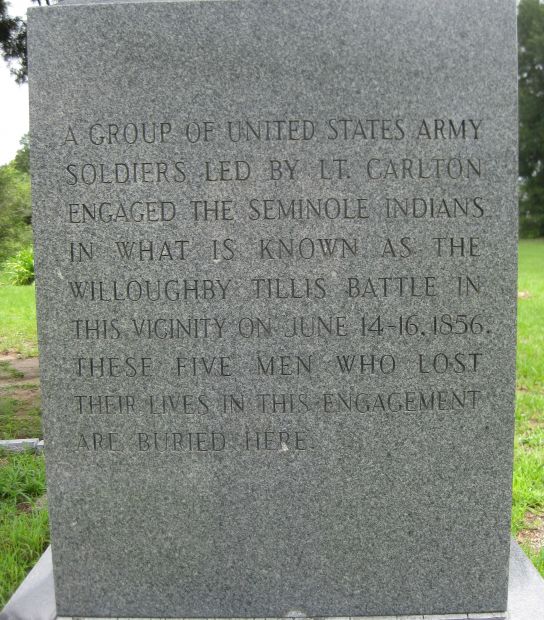 A GROUP OF UNITED STATES ARMY
SOLDIERS LED BY LT. CARLTON
ENGAGED THE SEMINOLE INDIANS
IN WHAT IS KNOWN AS THE
WILLOUGHBY TILLIS BATTLE IN
THIS VICINITY ON JUNE 14-16, 1856.
THESE FIVE MEN WHO LOST
THEIR LIVES IN THIS ENGAGEMENT
ARE BURIED HERE.